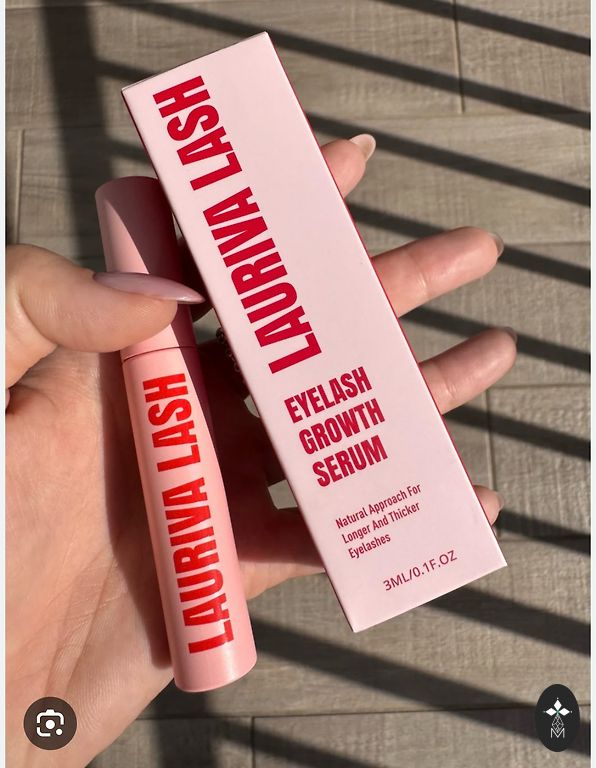 LAURIVA LASH
EYELASH
GROWTH
SERUM
Natural Approach For
Longer And Thicker
Eyelashes
3ML/0.1F.OZ
LAURIVA LASH
M